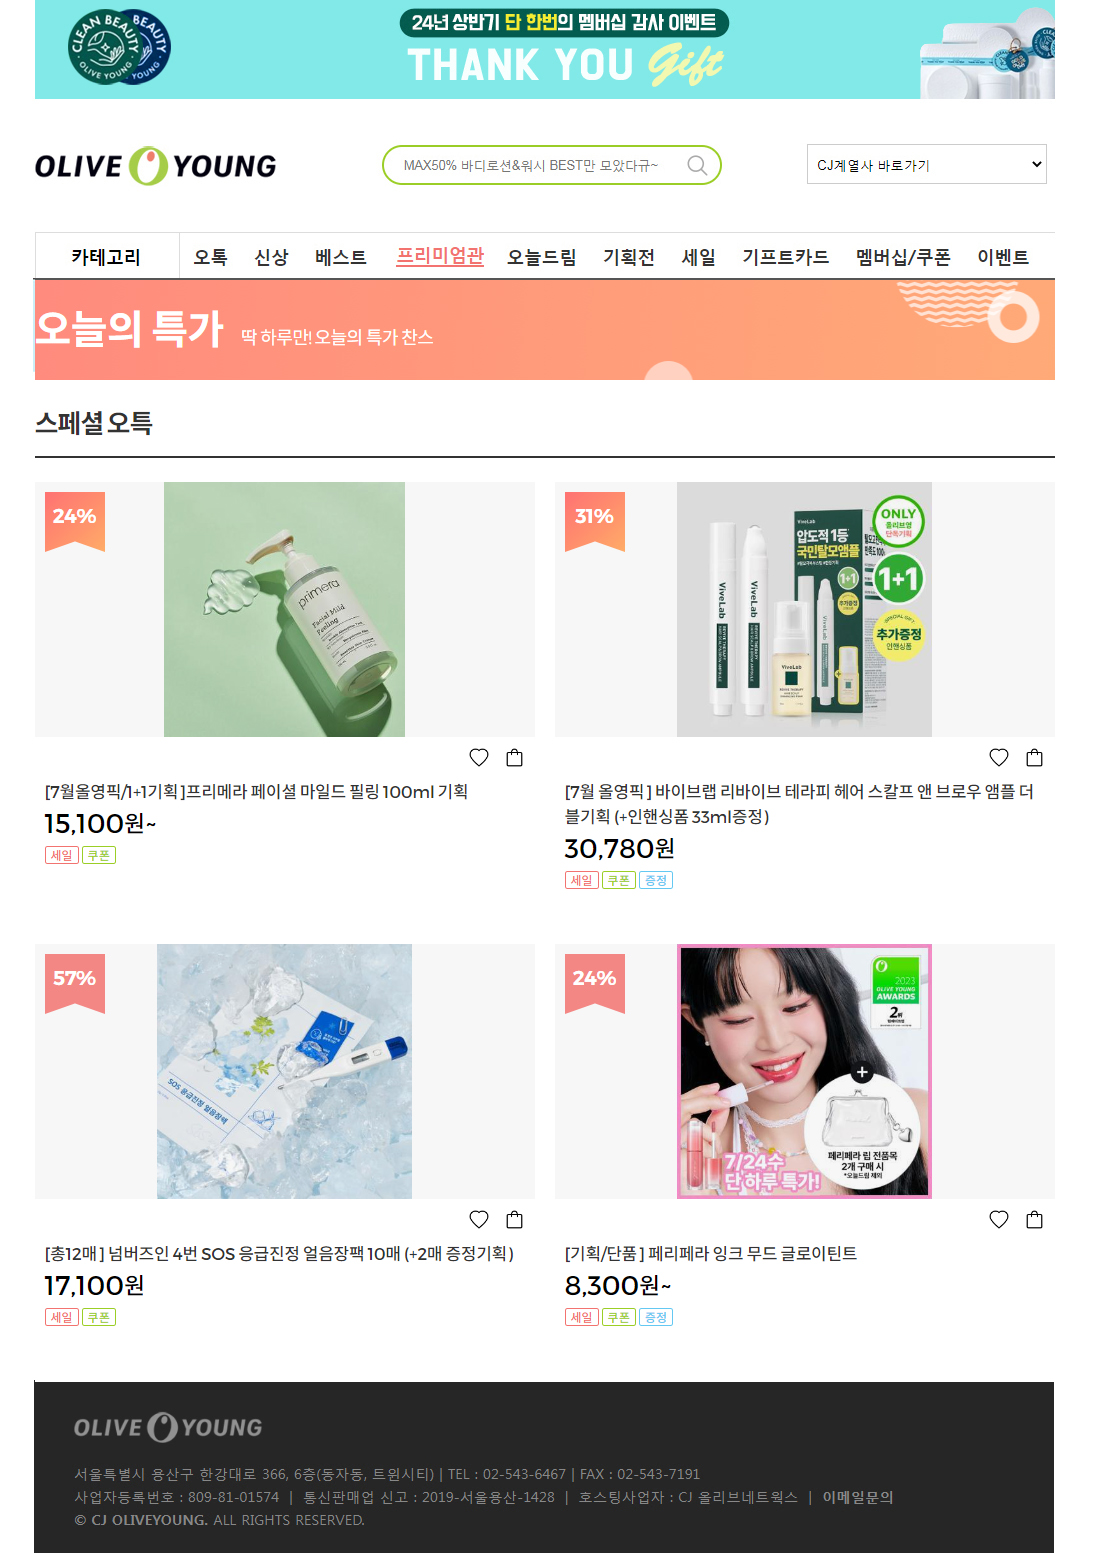 CLEAN BEAUTY
OLIVE YOUNG
BEAUTY
YOUNG
24년 상반기 단 한번의 멤버십 감사 이벤트
THANK YOU Gift
OLIVE YOUNG
MAX50% 바디로션&워시 BEST만 모았다규~
CJ계열사 바로가기
카테고리 오특 신상 베스트 프리미엄관 오늘드림 기획전 세일 기프트카드 멤버십/쿠폰 이벤트
오늘의 특가 딱 하루만! 오늘의 특가 찬스
스페셜 오특
24%
primera
Facial Mild
Peeling
31%
ViveLab
압도적 1등
국민탈모앰플
1+1
추가증정
ONLY
올리브영
단독기획
1+1
SPECIAL GIFT
추가증정
인핸싱폼
ViveLab
ViveLab
ViveLab
ViveLab
[7월올영픽/1+1기획]프리메라 페이셜 마일드 필링 100ml 기획
15,100원~
세일 쿠폰
[7월 올영픽] 바이브랩 리바이브 테라피 헤어 스칼프 앤 브로우 앰플 더
블기획 (+인핸싱폼 33ml증정)
30,780원
세일 쿠폰 증정
57%
SOS 응급진정 얼음장팩
24%
2023
OLIVE YOUNG
AWARDS
2위
+
페리페라 립 전품목
2개 구매 시
*오늘드림 제외
7/24수
단 하루 특가!
[총12매] 넘버즈인 4번 SOS 응급진정 얼음장팩 10매 (+2매 증정기획)
17,100원
세일 쿠폰
[기획/단품] 페리페라 잉크 무드 글로이틴트
8,300원~
세일 쿠폰 증정
OLIVE YOUNG
서울특별시 용산구 한강대로 366, 6층(동자동, 트윈시티) | TEL : 02-543-6467 | FAX : 02-543-7191
사업자등록번호 : 809-81-01574 | 통신판매업 신고 : 2019-서울용산-1428 | 호스팅사업자 : CJ 올리브네트웍스 | 이메일문의
© CJ OLIVEYOUNG. ALL RIGHTS RESERVED.